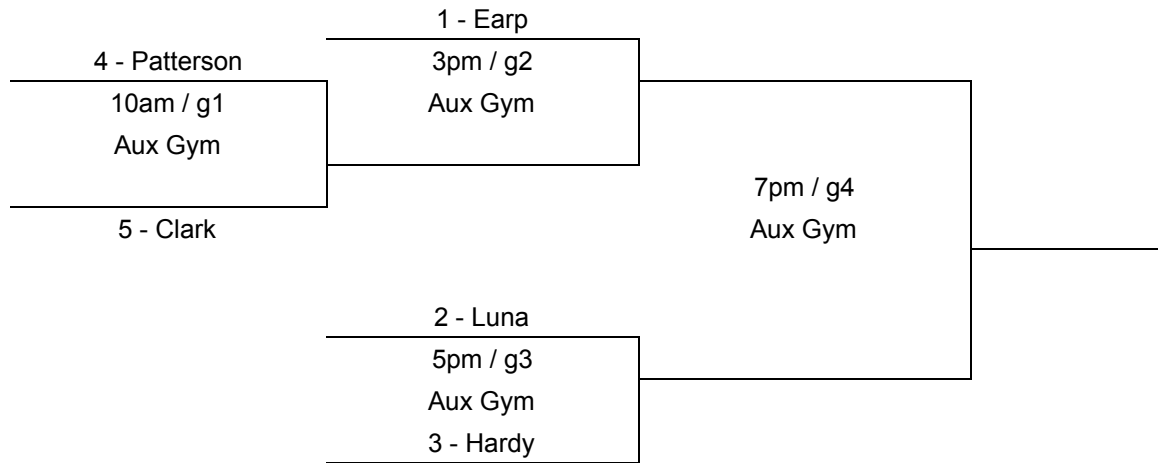 1 - Earp
4 - Patterson
3pm / g2
10am / g1
Aux Gym
Aux Gym
7pm / g4
5 - Clark
Aux Gym
2 - Luna
5pm / g3
Aux Gym
3 - Hardy